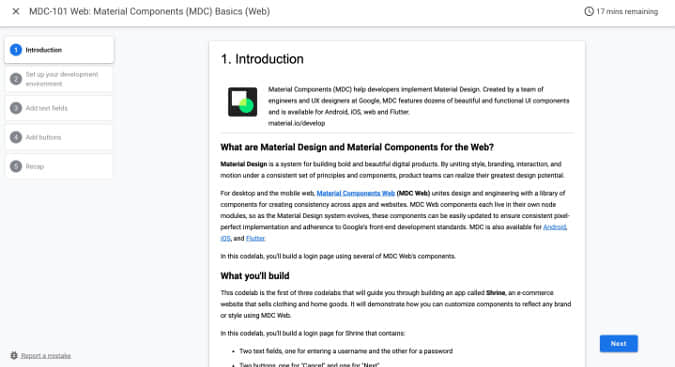 MDC-101 Web: Material Components (MDC) Basics (Web)
17 mins remaining
1 Introduction
2 Set up your development
environment
3 Add text fields
4 Add buttons
5 Recap
1. Introduction
Material Components (MDC) help developers implement Material Design. Created by a team of
engineers and UX designers at Google, MDC features dozens of beautiful and functional UI components
and is available for Android, iOS, web and Flutter.
material.io/develop
What are Material Design and Material Components for the Web?
Material Design is a system for building bold and beautiful digital products. By uniting style, branding, interaction, and
motion under a consistent set of principles and components, product teams can realize their greatest design potential.
For desktop and the mobile web, Material Components Web (MDC Web) unites design and engineering with a library of
components for creating consistency across apps and websites. MDC Web components each live in their own node
modules, so as the Material Design system evolves, these components can be easily updated to ensure consistent pixel-
perfect implementation and adherence to Google's front-end development standards. MDC is also available for Android,
iOS, and Flutter.
In this codelab, you'll build a login page using several of MDC Web's components.
What you'll build
This codelab is the first of three codelabs that will guide you through building an app called Shrine, an e-commerce
website that sells clothing and home goods. It will demonstrate how you can customize components to reflect any brand
or style using MDC Web.
In this codelab, you'll build a login page for Shrine that contains:
• Two text fields, one for entering a username and the other for a password
• Two buttons, one for "Cancel" and one for "Next"
Next
Report a mistake